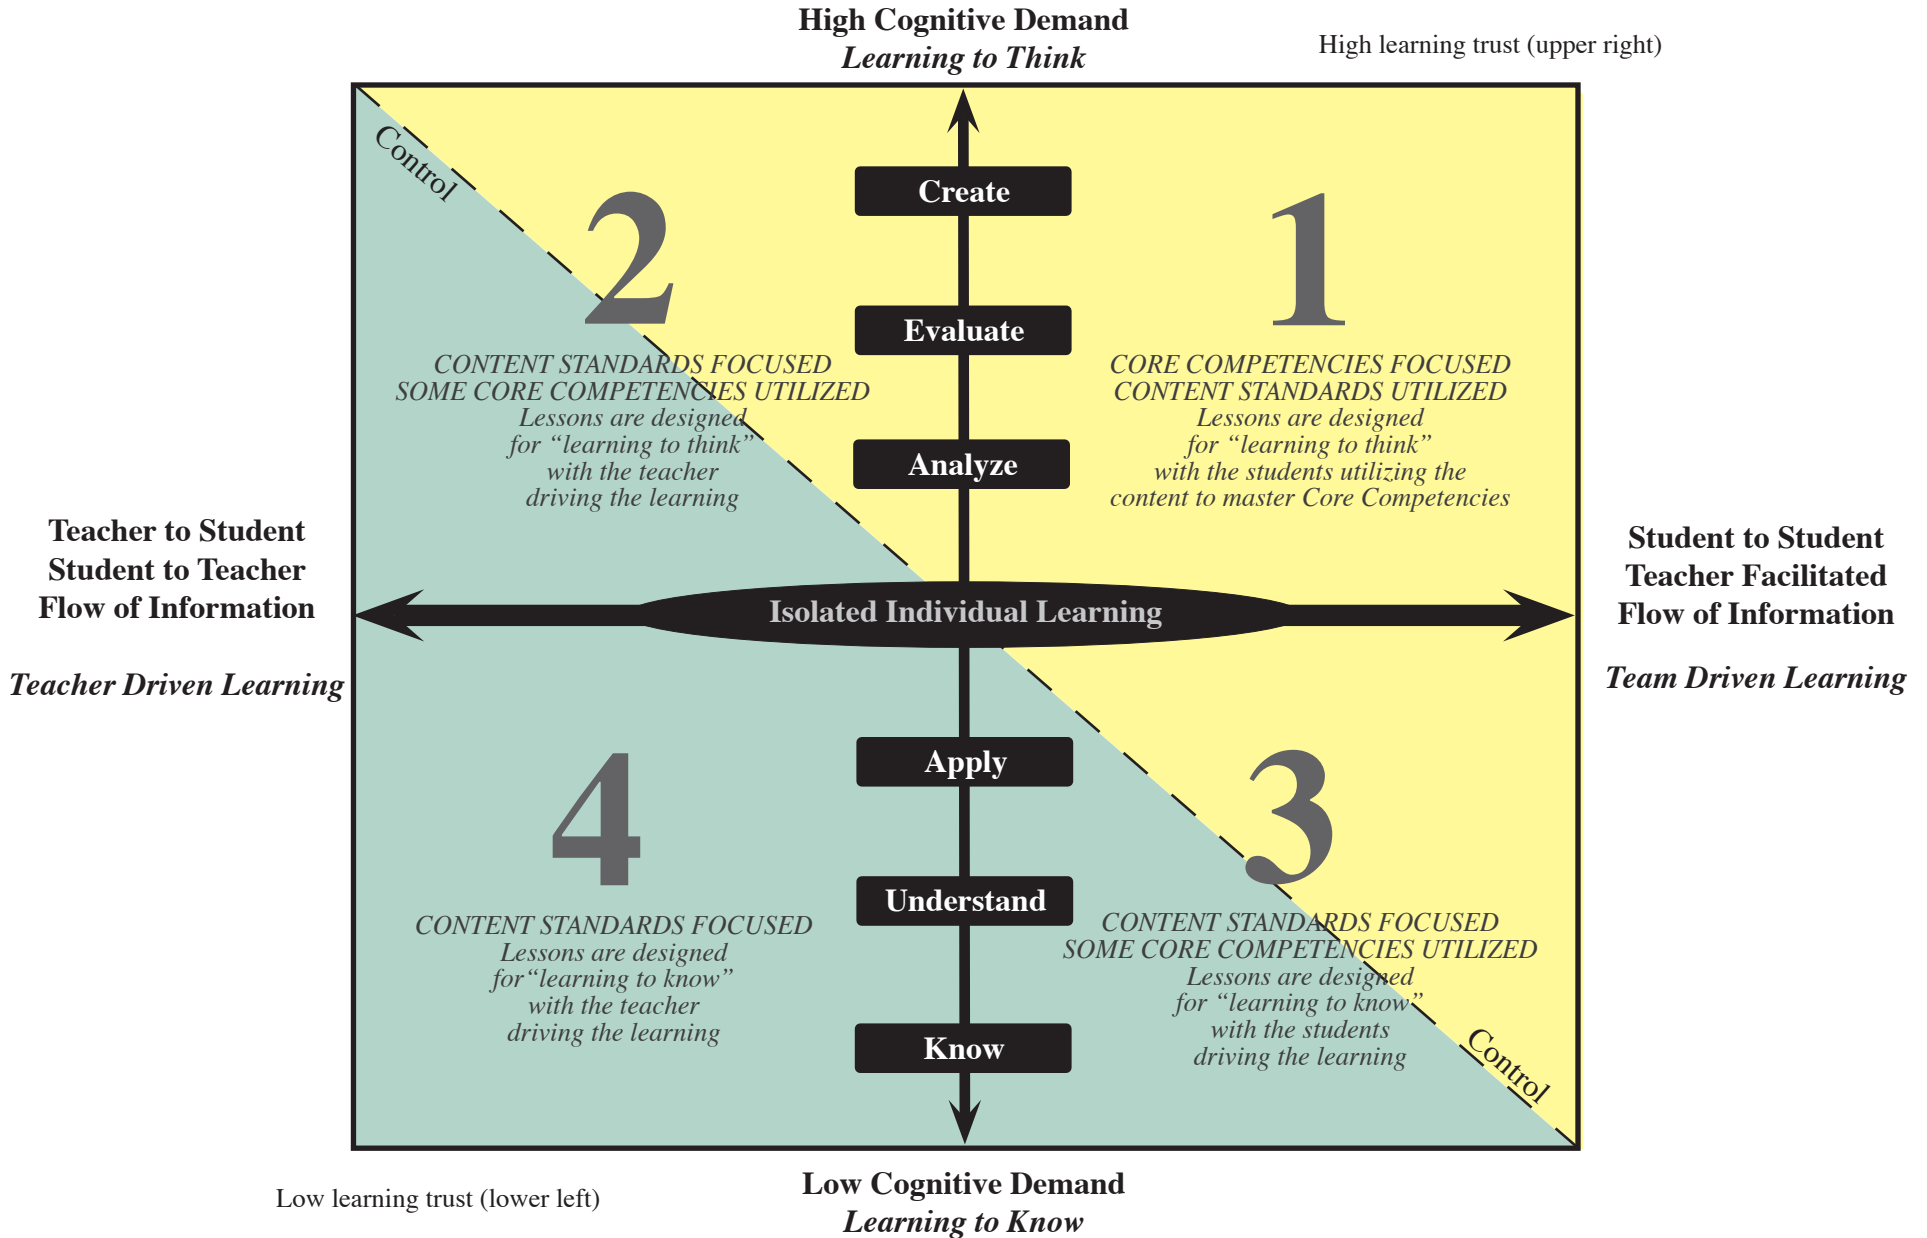 High Cognitive Demand
Learning to Think
High learning trust (upper right)
Control
2
1
Create
Evaluate
Analyze
CONTENT STANDARDS FOCUSED
SOME CORE COMPETENCIES UTILIZED
Lessons are designed
for “learning to think”
with the teacher
driving the learning
CORE COMPETENCIES FOCUSED
CONTENT STANDARDS UTILIZED
Lessons are designed
for “learning to think”
with the students utilizing the
content to master Core Competencies
Teacher to Student
Student to Teacher
Flow of Information
Teacher Driven Learning
Isolated Individual Learning
Student to Student
Teacher Facilitated
Flow of Information
Team Driven Learning
4
3
Apply
Understand
Know
CONTENT STANDARDS FOCUSED
Lessons are designed
for“learning to know”
with the teacher
driving the learning
CONTENT STANDARDS FOCUSED
SOME CORE COMPETENCIES UTILIZED
Lessons are designed
for “learning to know”
with the students
driving the learning
Control
Low learning trust (lower left)
Low Cognitive Demand
Learning to Know